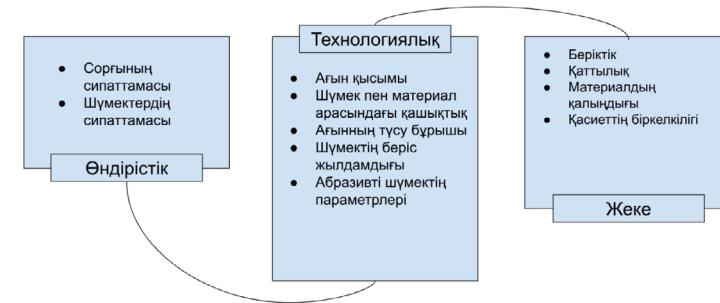 ● Сорғының
сипаттамасы
● Шүмектердің
сипаттамасы
Өндірістік
Технологиялық
● Ағын қысымы
● Шүмек пен материал
арасындағы қашықтық
● Ағынның түсу бұрышы
● Шүмектің беріс
жылдамдығы
● Абразивті шүмектің
параметрлері
● Беріктік
● Қаттылық
● Материалдың
қалыңдығы
● Қасиеттің біркелкілігі
Жеке